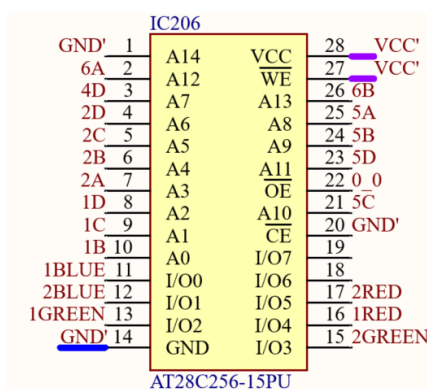 IC206
GND' 1 A14 VCC 28 VCC'
6A 2 A12 WE 27 VCC'
4D 3 A7 A13 26 6B
2D 4 A6 A8 25 5A
2C 5 A5 A9 24 5B
2B 6 A4 A11 23 5D
2A 7 A3 OE 22 0_0
1D 8 A2 A10 21 5C
1C 9 A1 CE 20 GND'
1B 10 A0 I/O7 19
1BLUE 11 I/O0 I/O6 18
2BLUE 12 I/O1 I/O5 17 2RED
1GREEN 13 I/O2 I/O4 16 1RED
GND' 14 GND I/O3 15 2GREEN
AT28C256-15PU